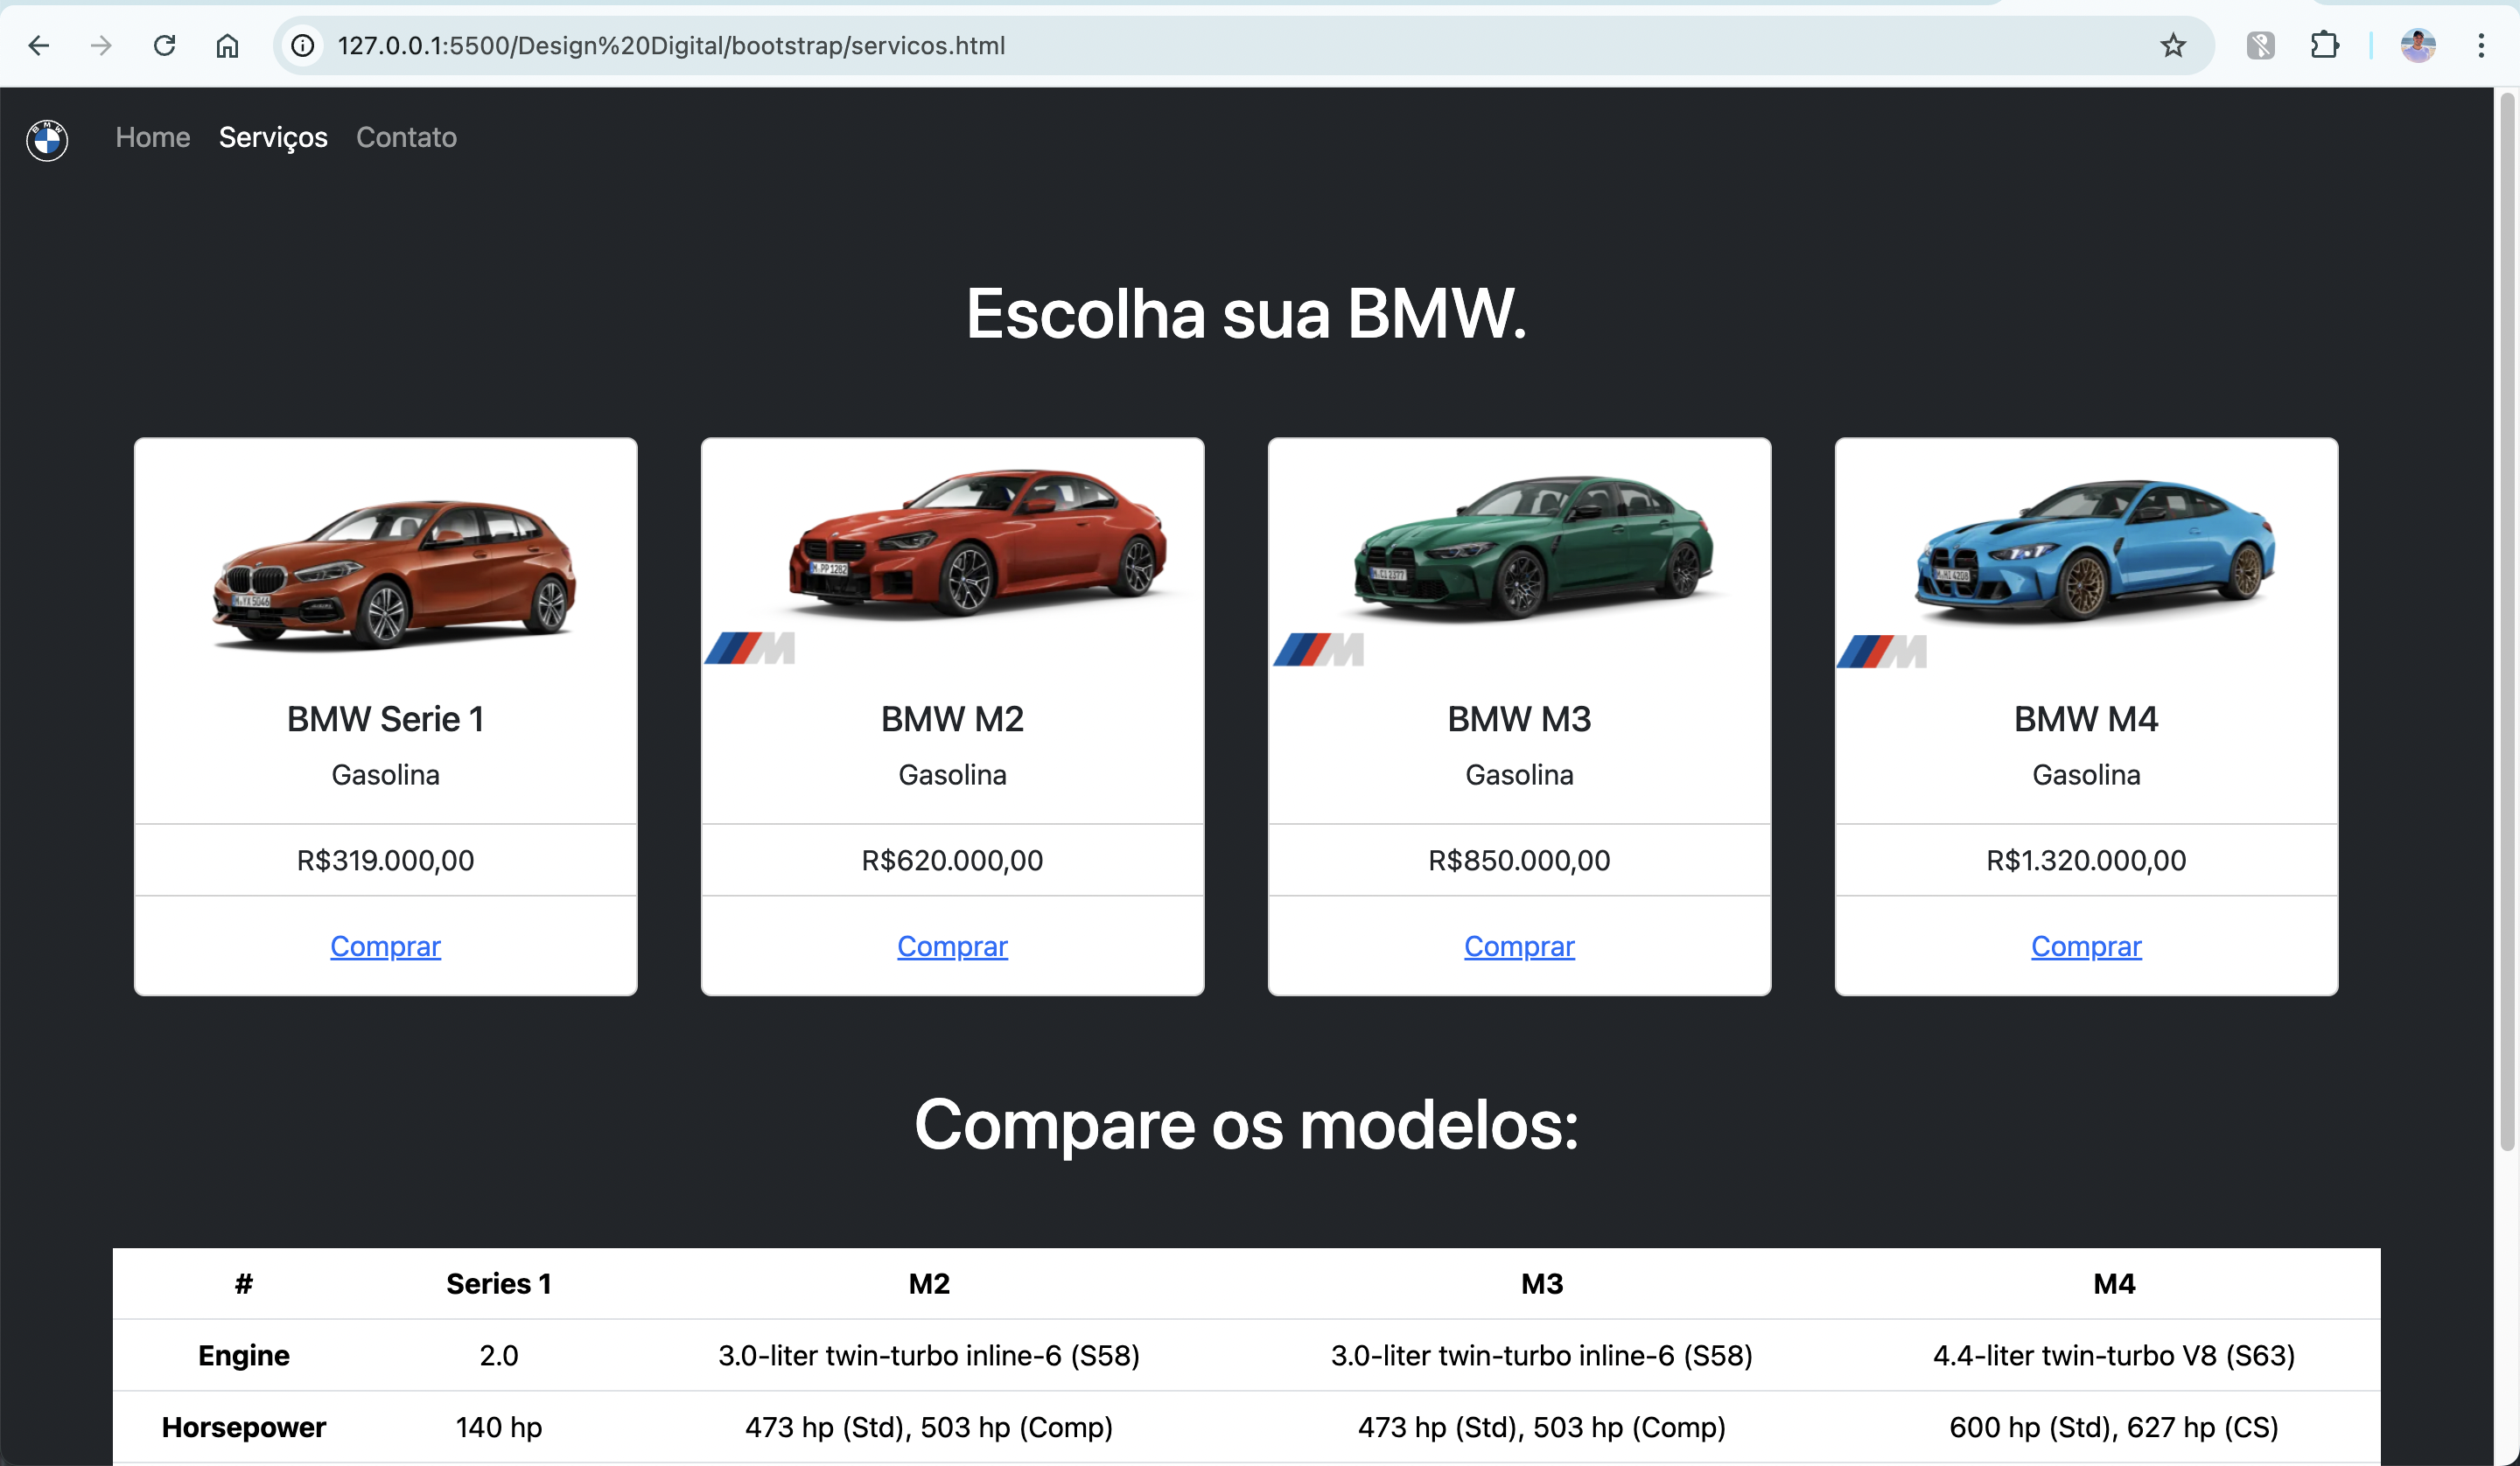 127.0.0.1:5500/Design%20Digital/bootstrap/servicos.html
BMW Home Serviços Contato
Escolha sua BMW.
M M M
BMW Serie 1 BMW M2 BMW M3 BMW M4
Gasolina Gasolina Gasolina Gasolina
R$319.000,00 R$620.000,00 R$850.000,00 R$1.320.000,00
Comprar Comprar Comprar Comprar
Compare os modelos:
# Series 1 M2 M3 M4
Engine 2.0 3.0-liter twin-turbo inline-6 (S58) 3.0-liter twin-turbo inline-6 (S58) 4.4-liter twin-turbo V8 (S63)
Horsepower 140 hp 473 hp (Std), 503 hp (Comp) 473 hp (Std), 503 hp (Comp) 600 hp (Std), 627 hp (CS)